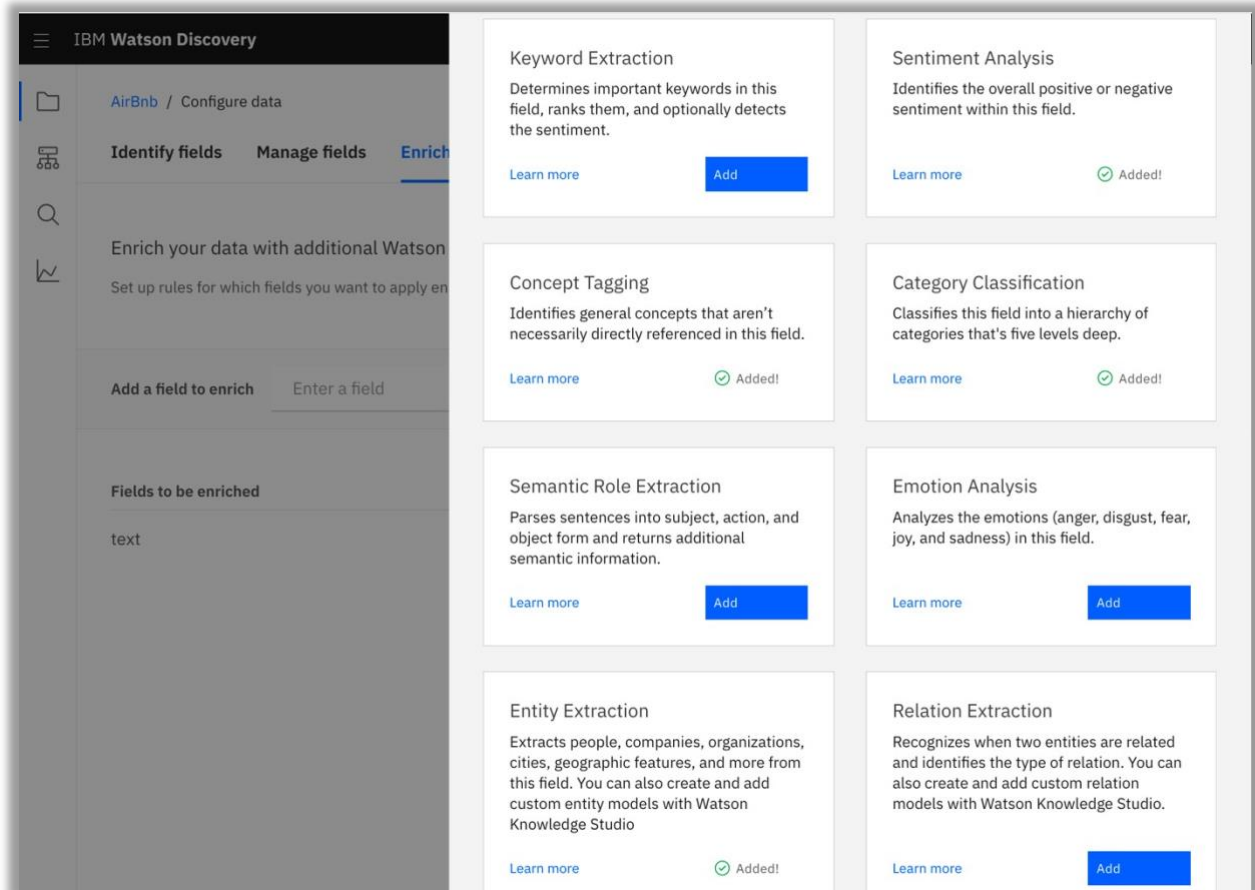 IBM Watson Discovery
AirBnb / Configure data
Identify fields Manage fields Enrich
Enrich your data with additional Watson
Set up rules for which fields you want to apply en
Add a field to enrich Enter a field
Fields to be enriched
text
Keyword Extraction
Determines important keywords in this
field, ranks them, and optionally detects
the sentiment.
Learn more Add
Sentiment Analysis
Identifies the overall positive or negative
sentiment within this field.
Learn more Added!
Concept Tagging
Identifies general concepts that aren’t
necessarily directly referenced in this field.
Learn more Added!
Category Classification
Classifies this field into a hierarchy of
categories that's five levels deep.
Learn more Added!
Semantic Role Extraction
Parses sentences into subject, action, and
object form and returns additional
semantic information.
Learn more Add
Emotion Analysis
Analyzes the emotions (anger, disgust, fear,
joy, and sadness) in this field.
Learn more Add
Entity Extraction
Extracts people, companies, organizations,
cities, geographic features, and more from
this field. You can also create and add
custom entity models with Watson
Knowledge Studio
Learn more Added!
Relation Extraction
Recognizes when two entities are related
and identifies the type of relation. You can
also create and add custom relation
models with Watson Knowledge Studio.
Learn more Add